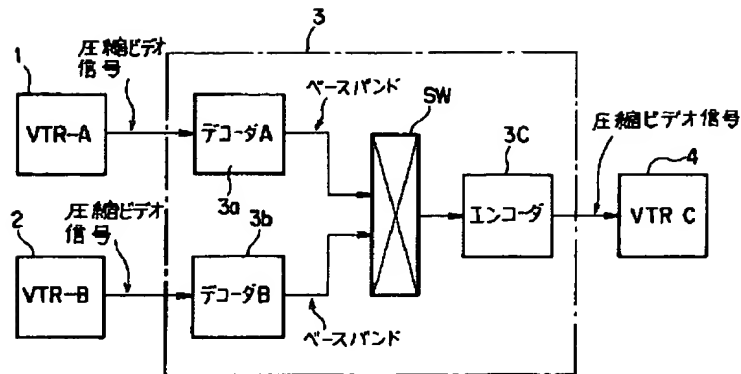 3
1
圧縮ビデオ
信号
VTR-A
デコーダA
3a
ベースバンド
SW
3C
エンコーダ
圧縮ビデオ信号
4
VTR C
2
圧縮ビデオ
信号
VTR-B
3b
デコーダB
ベースバンド